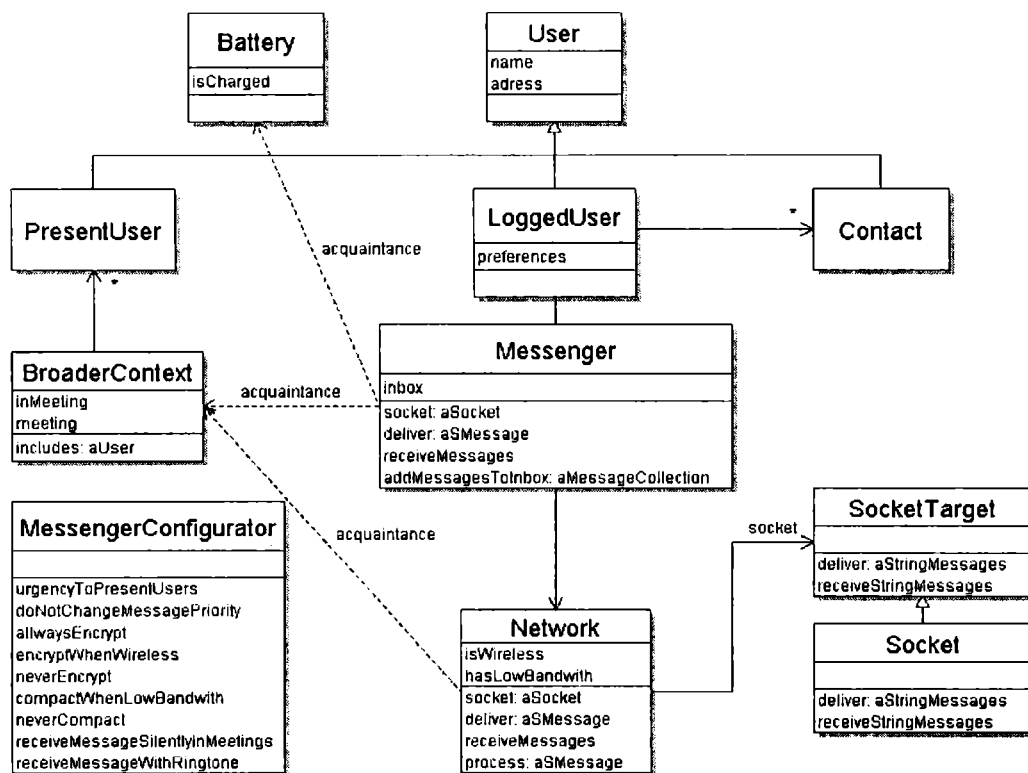 Battery
isCharged
User
name
adress
PresentUser
LoggedUser
preferences
*
Contact
acquaintance
*
BroaderContext
inMeeting
meeting
includes: aUser
acquaintance
Messenger
inbox
socket: aSocket
deliver: aSMessage
receiveMessages
addMessagesToInbox: aMessageCollection
MessengerConfigurator
urgencyToPresentUsers
doNotChangeMessagePriority
allwaysEncrypt
encryptWhenWireless
neverEncrypt
compactWhenLowBandwith
neverCompact
receiveMessageSilentlyInMeetings
receiveMessageWithRingtone
acquaintance
Network
isWireless
hasLowBandwith
socket: aSocket
deliver: aSMessage
receiveMessages
process: aSMessage
socket
SocketTarget
deliver: aStringMessages
receiveStringMessages
Socket
deliver: aStringMessages
receiveStringMessages